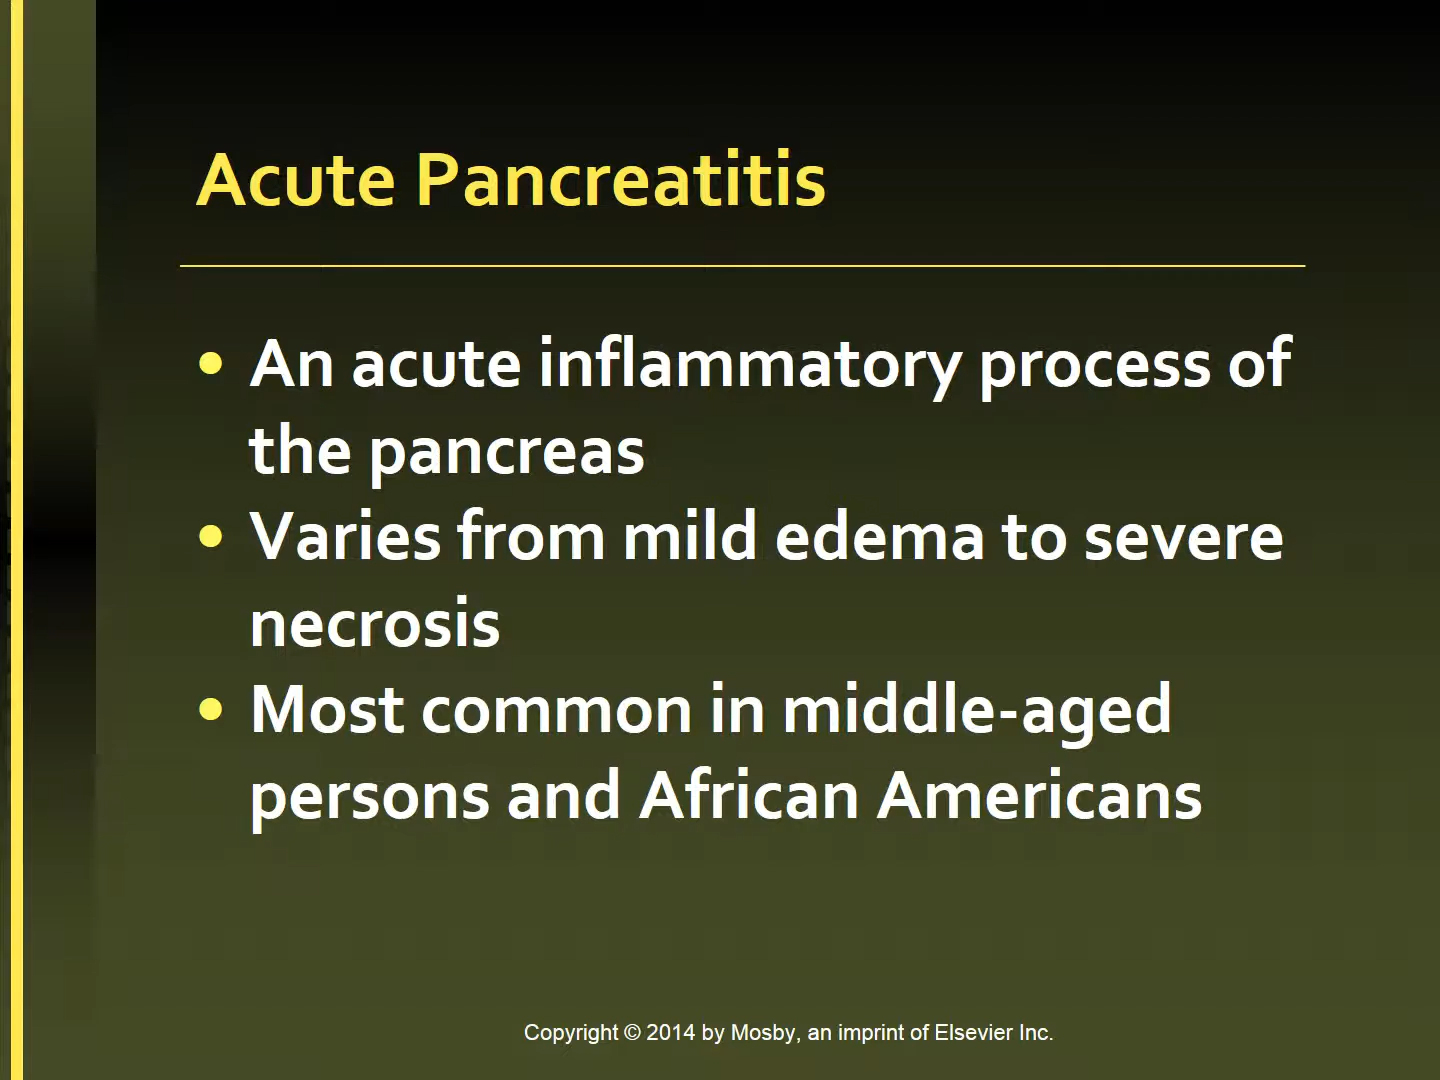 Acute Pancreatitis
• An acute inflammatory process of
the pancreas
• Varies from mild edema to severe
necrosis
• Most common in middle-aged
persons and African Americans
Copyright © 2014 by Mosby, an imprint of Elsevier Inc.